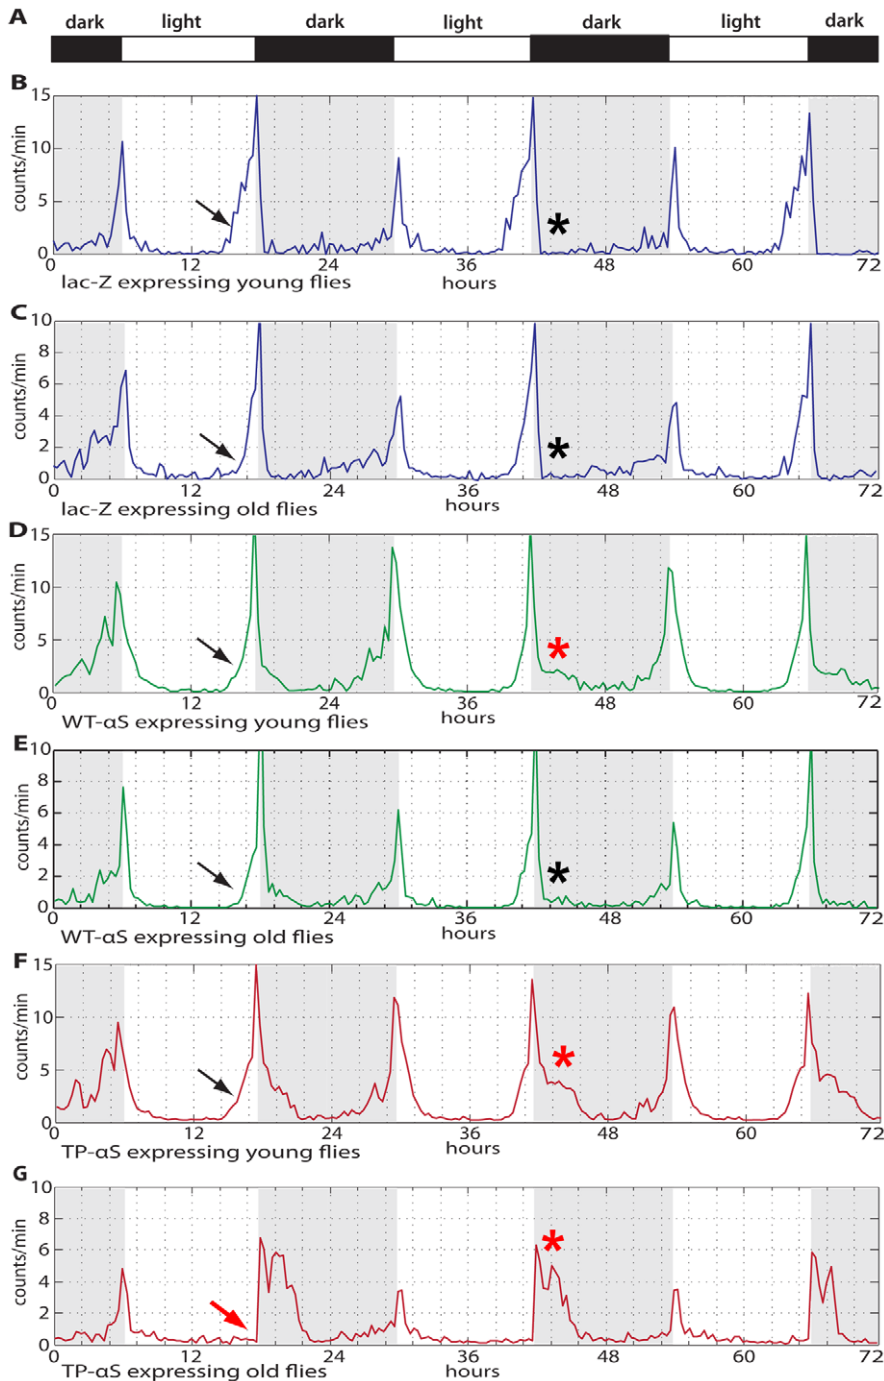 A dark light dark light dark light dark
B
15
10
5
0
counts/min
*
0 12 24 36 48 60 72
lac-Z expressing young flies hours
C
10
8
6
4
2
0
counts/min
*
0 12 24 36 48 60 72
lac-Z expressing old flies hours
D
15
10
5
0
counts/min
*
0 12 24 36 48 60 72
WT-αS expressing young flies hours
E
10
8
6
4
2
0
counts/min
*
0 12 24 36 48 60 72
WT-αS expressing old flies hours
F
15
10
5
0
counts/min
*
0 12 24 36 48 60 72
TP-αS expressing young flies hours
G
10
8
6
4
2
0
counts/min
*
0 12 24 36 48 60 72
TP-αS expressing old flies hours